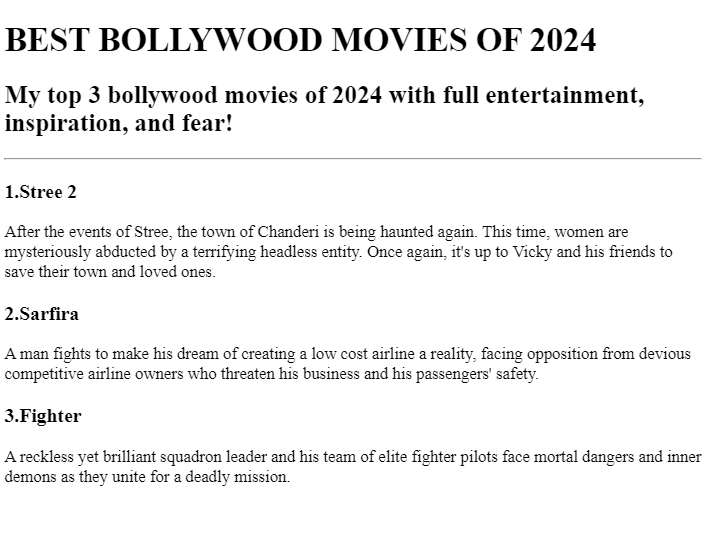 BEST BOLLYWOOD MOVIES OF 2024
My top 3 bollywood movies of 2024 with full entertainment,
inspiration, and fear!
1.Stree 2
After the events of Stree, the town of Chanderi is being haunted again. This time, women are
mysteriously abducted by a terrifying headless entity. Once again, it's up to Vicky and his friends to
save their town and loved ones.
2.Sarfira
A man fights to make his dream of creating a low cost airline a reality, facing opposition from devious
competitive airline owners who threaten his business and his passengers' safety.
3.Fighter
A reckless yet brilliant squadron leader and his team of elite fighter pilots face mortal dangers and inner
demons as they unite for a deadly mission.